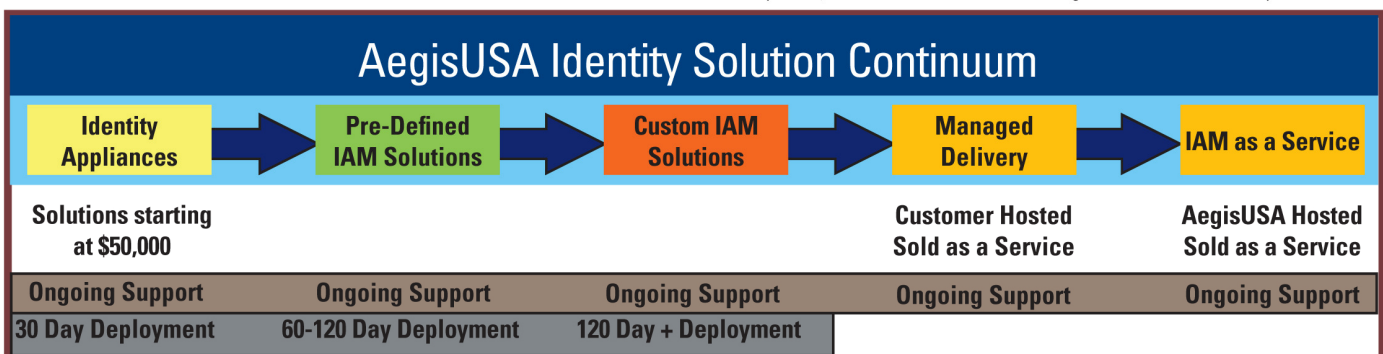 AegisUSA Identity Solution Continuum
Identity
Appliances
Pre-Defined
IAM Solutions
Custom IAM
Solutions
Managed
Delivery
IAM as a Service
Solutions starting
at $50,000
Customer Hosted
Sold as a Service
AegisUSA Hosted
Sold as a Service
Ongoing Support
Ongoing Support
Ongoing Support
Ongoing Support
Ongoing Support
30 Day Deployment
60-120 Day Deployment
120 Day + Deployment